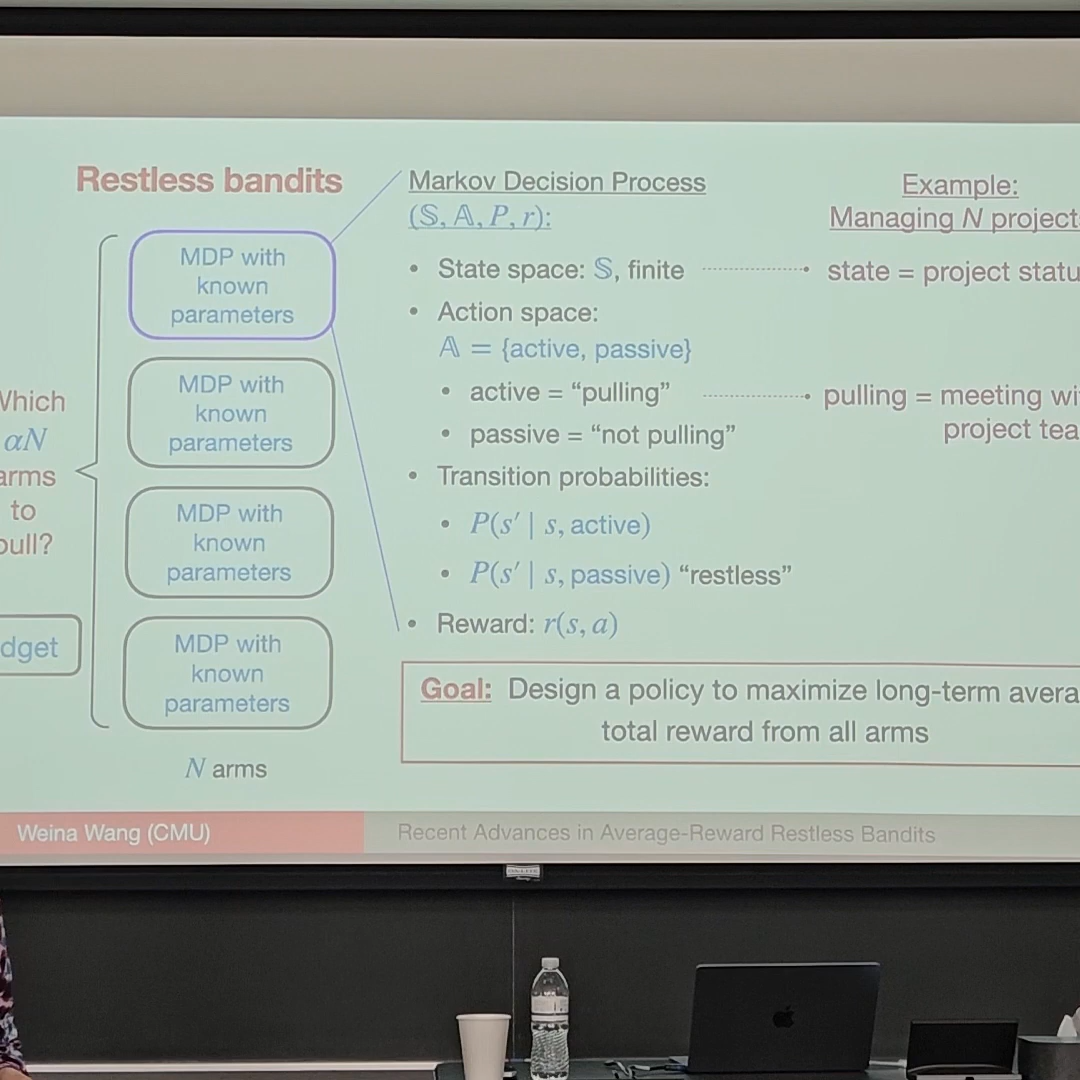 Restless bandits
MDP with
known
parameters
MDP with
known
parameters
MDP with
known
parameters
MDP with
known
parameters
N arms
αN
arms
to
Markov Decision Process
(𝕊, 𝔸, P, r):
• State space: 𝕊, finite
• Action space:
𝔸 = {active, passive}
• active = “pulling”
• passive = “not pulling”
• Transition probabilities:
• P(s′ | s, active)
• P(s′ | s, passive) “restless”
• Reward: r(s, a)
Example:
Managing N project
state = project statu
pulling = meeting wi
project tea
Goal: Design a policy to maximize long-term avera
total reward from all arms
Weina Wang (CMU)
Recent Advances in Average-Reward Restless Bandits